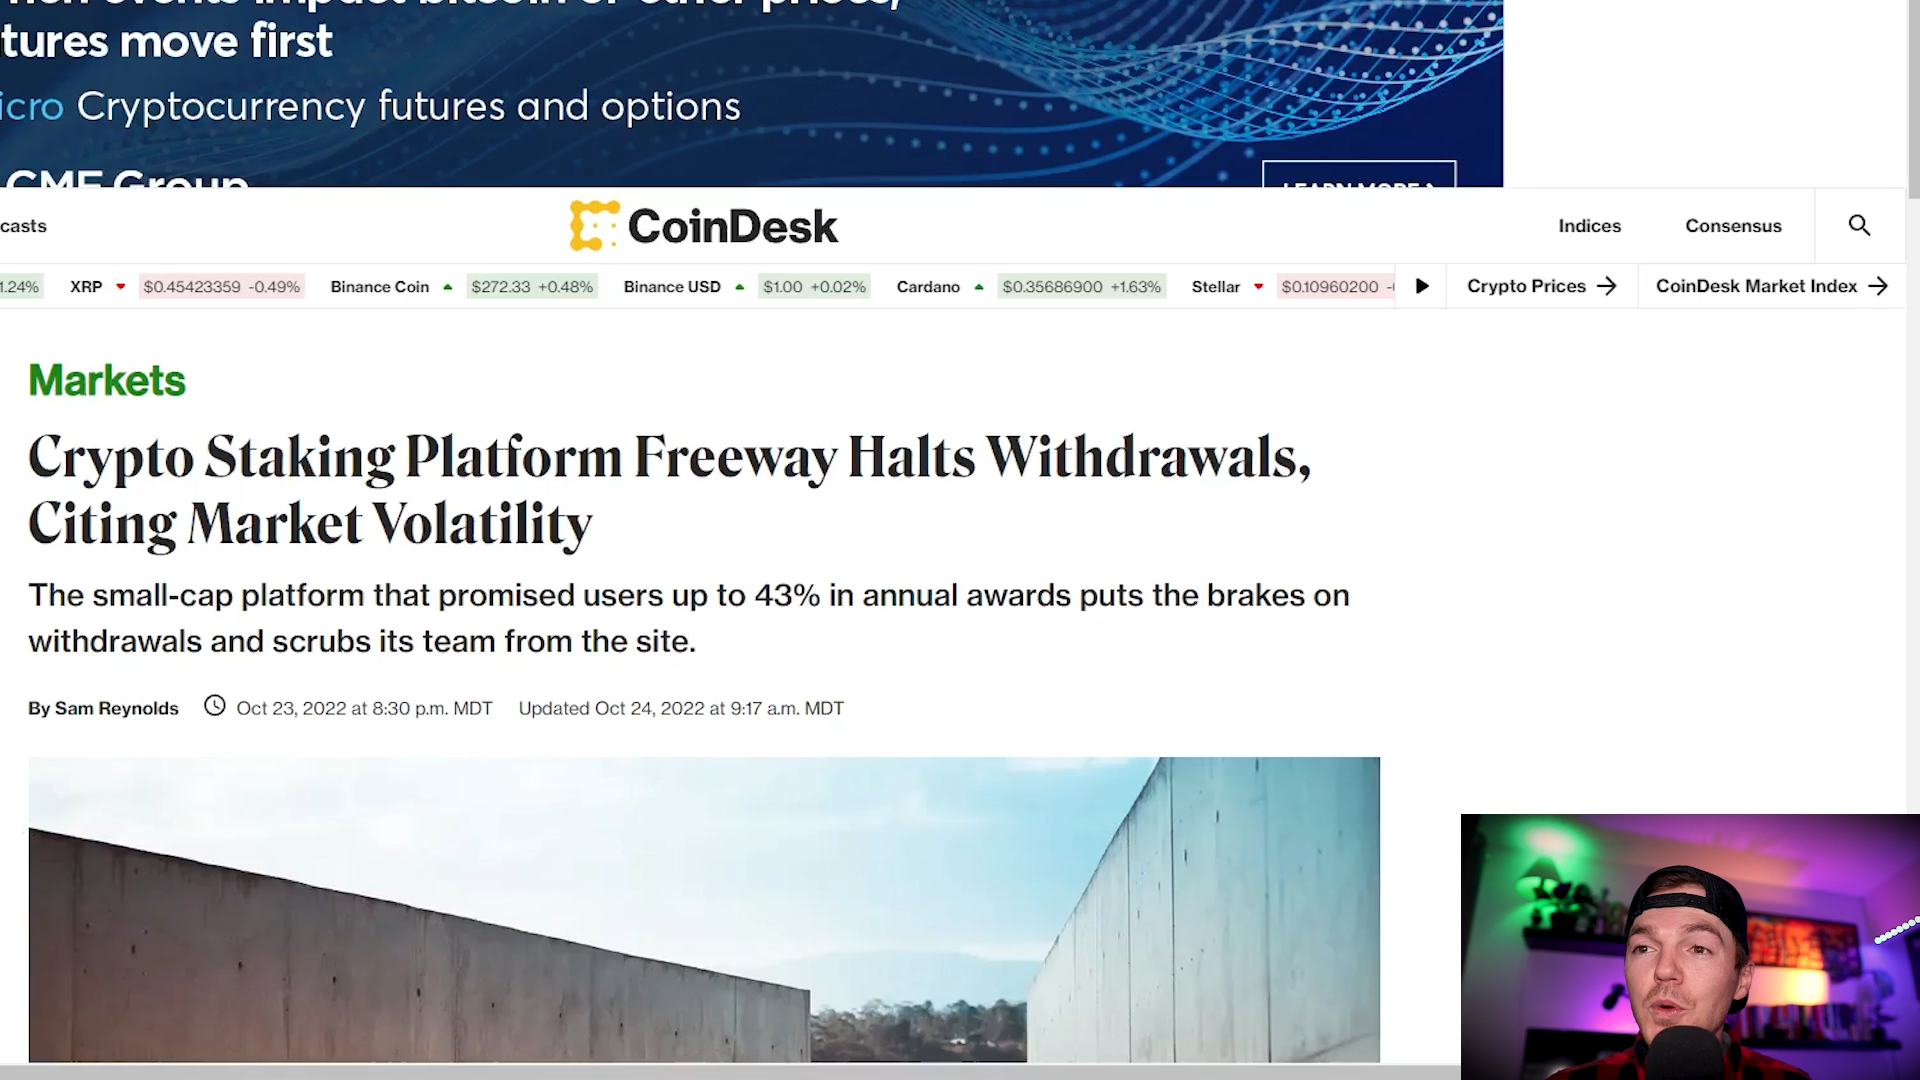 tures move first
icro Cryptocurrency futures and options
CME Group
LEARN MORE
casts
CoinDesk
Indices
Consensus
1.24%
XRP $0.45423359 -0.49%
Binance Coin $272.33 +0.48%
Binance USD $1.00 +0.02%
Cardano $0.35686900 +1.63%
Stellar $0.10960200
Crypto Prices
CoinDesk Market Index
Markets
Crypto Staking Platform Freeway Halts Withdrawals,
Citing Market Volatility
The small-cap platform that promised users up to 43% in annual awards puts the brakes on
withdrawals and scrubs its team from the site.
By Sam Reynolds Oct 23, 2022 at 8:30 p.m. MDT Updated Oct 24, 2022 at 9:17 a.m. MDT